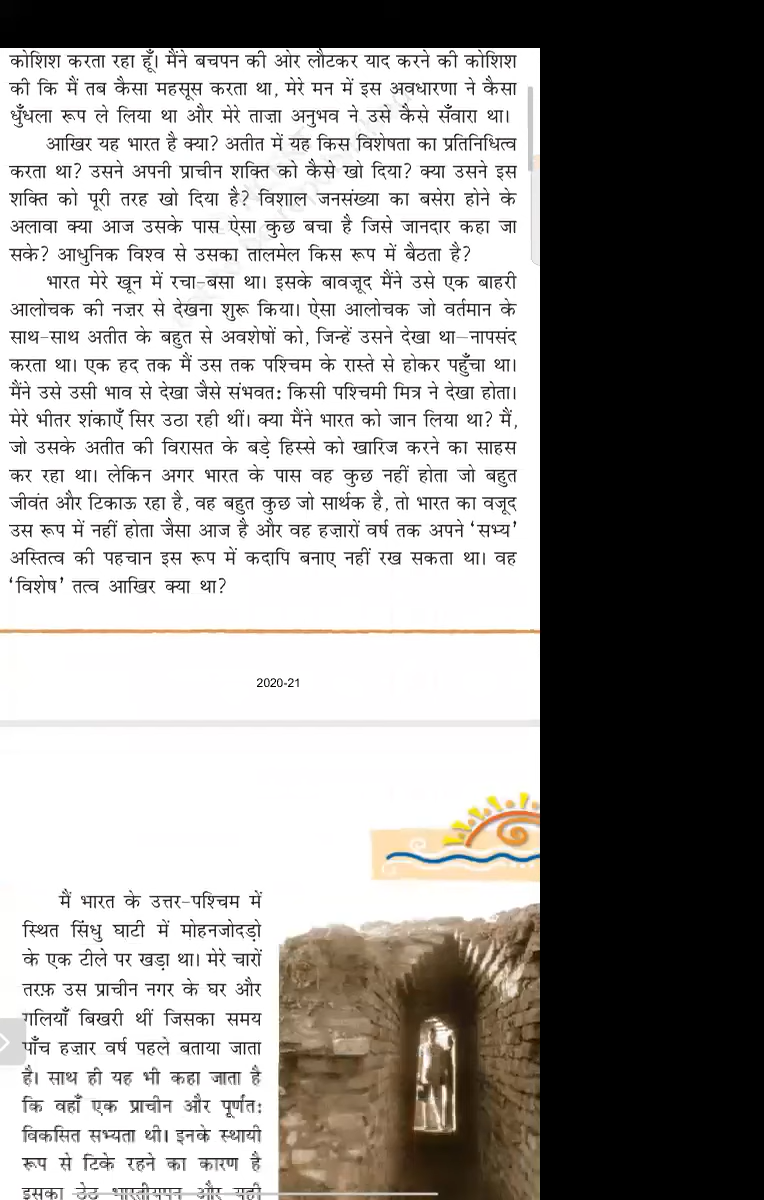 कोशिश करता रहा हूँ। मैंने बचपन की ओर लौटकर याद करने की कोशिश
की कि मैं तब कैसा महसूस करता था, मेरे मन में इस अवधारणा ने कैसा
धुँधला रूप ले लिया था और मेरे ताज़ा अनुभव ने उसे कैसे सँवारा था।
आखिर यह भारत है क्या? अतीत में यह किस विशेषता का प्रतिनिधित्व
करता था? उसने अपनी प्राचीन शक्ति को कैसे खो दिया? क्या उसने इस
शक्ति को पूरी तरह खो दिया है? विशाल जनसंख्या का बसेरा होने के
अलावा क्या आज उसके पास ऐसा कुछ बचा है जिसे जानदार कहा जा
सके? आधुनिक विश्व से उसका तालमेल किस रूप में बैठता है?
भारत मेरे खून में रचा-बसा था। इसके बावजूद मैंने उसे एक बाहरी
आलोचक की नज़र से देखना शुरू किया। ऐसा आलोचक जो वर्तमान के
साथ-साथ अतीत के बहुत से अवशेषों को, जिन्हें उसने देखा था—नापसंद
करता था। एक हद तक मैं उस तक पश्चिम के रास्ते से होकर पहुँचा था।
मैंने उसे उसी भाव से देखा जैसे संभवत: किसी पश्चिमी मित्र ने देखा होता।
मेरे भीतर शंकाएँ सिर उठा रही थीं। क्या मैंने भारत को जान लिया था? मैं,
जो उसके अतीत की विरासत के बड़े हिस्से को खारिज करने का साहस
कर रहा था। लेकिन अगर भारत के पास वह कुछ नहीं होता जो बहुत
जीवंत और टिकाऊ रहा है, वह बहुत कुछ जो सार्थक है, तो भारत का वजूद
उस रूप में नहीं होता जैसा आज है और वह हज़ारों वर्ष तक अपने ‘सभ्य’
अस्तित्व की पहचान इस रूप में कदापि बनाए नहीं रख सकता था। वह
‘विशेष’ तत्व आखिर क्या था?
2020-21
मैं भारत के उत्तर-पश्चिम में
स्थित सिंधु घाटी में मोहनजोदड़ो
के एक टीले पर खड़ा था। मेरे चारों
तरफ़ उस प्राचीन नगर के घर और
गलियाँ बिखरी थीं जिसका समय
पाँच हज़ार वर्ष पहले बताया जाता
है। साथ ही यह भी कहा जाता है
कि वहाँ एक प्राचीन और पूर्णत:
विकसित सभ्यता थी। इनके स्थायी
रूप से टिके रहने का कारण है
इसका ठेठ भारतीयपन और यही